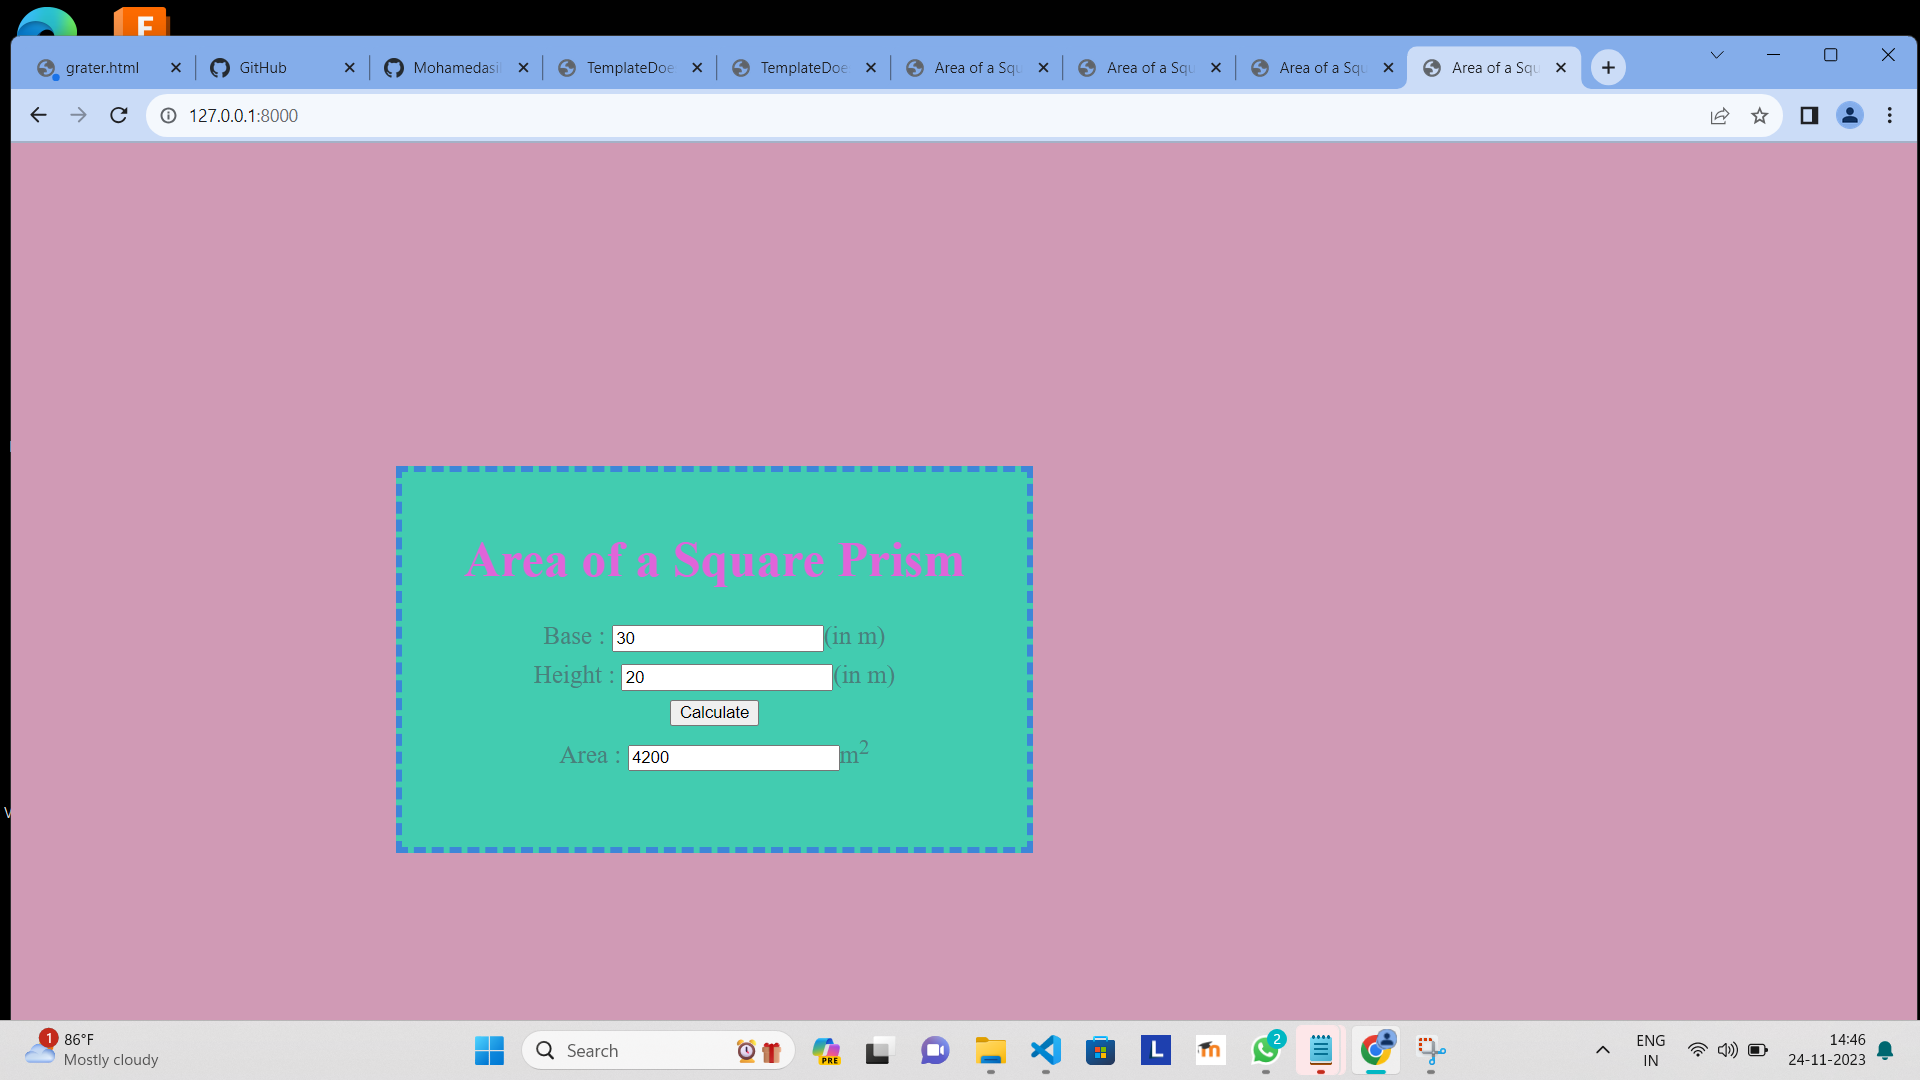 F
grater.html
GitHub
Mohamedasi
TemplateDoe
TemplateDoe
Area of a Squ
Area of a Squ
Area of a Squ
Area of a Squ
127.0.0.1:8000
Area of a Square Prism
Base : 30 (in m)
Height : 20 (in m)
Calculate
Area : 4200 m²
1
86°F
Mostly cloudy
Search
PRE
L
m
2
ENG
IN
14:46
24-11-2023